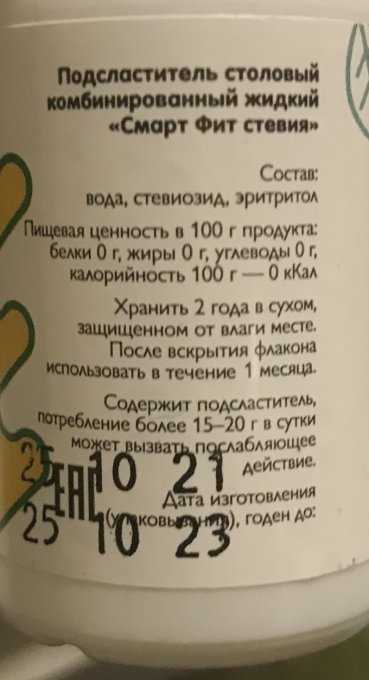 Подсластитель столовый
комбинированный жидкий
«Смарт Фит стевия»
Состав:
вода, стевиозид, эритритол
Пищевая ценность в 100 г продукта:
белки 0 г, жиры 0 г, углеводы 0 г,
калорийность 100 г — 0 кКал
Хранить 2 года в сухом,
защищенном от влаги месте.
После вскрытия флакона
использовать в течение 1 месяца.
Содержит подсластитель,
потребление более 15–20 г в сутки
может вызвать послабляющее
действие.
25 10 21
EAC
Дата изготовления
(упаковывания), годен до:
25 10 23